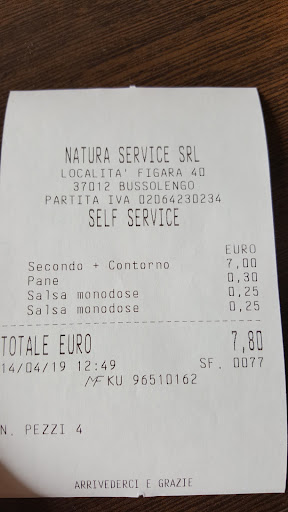 NATURA SERVICE SRL
LOCALITA' FIGARA 40
37012 BUSSOLENGO
PARTITA IVA 02064230234
SELF SERVICE
EURO
Secondo + Contorno 7,00
Pane 0,30
Salsa monodose 0,25
Salsa monodose 0,25
TOTALE EURO 7,80
14/04/19 12:49 SF. 0077
MF KU 96510162
N. PEZZI 4
ARRIVEDERCI E GRAZIE